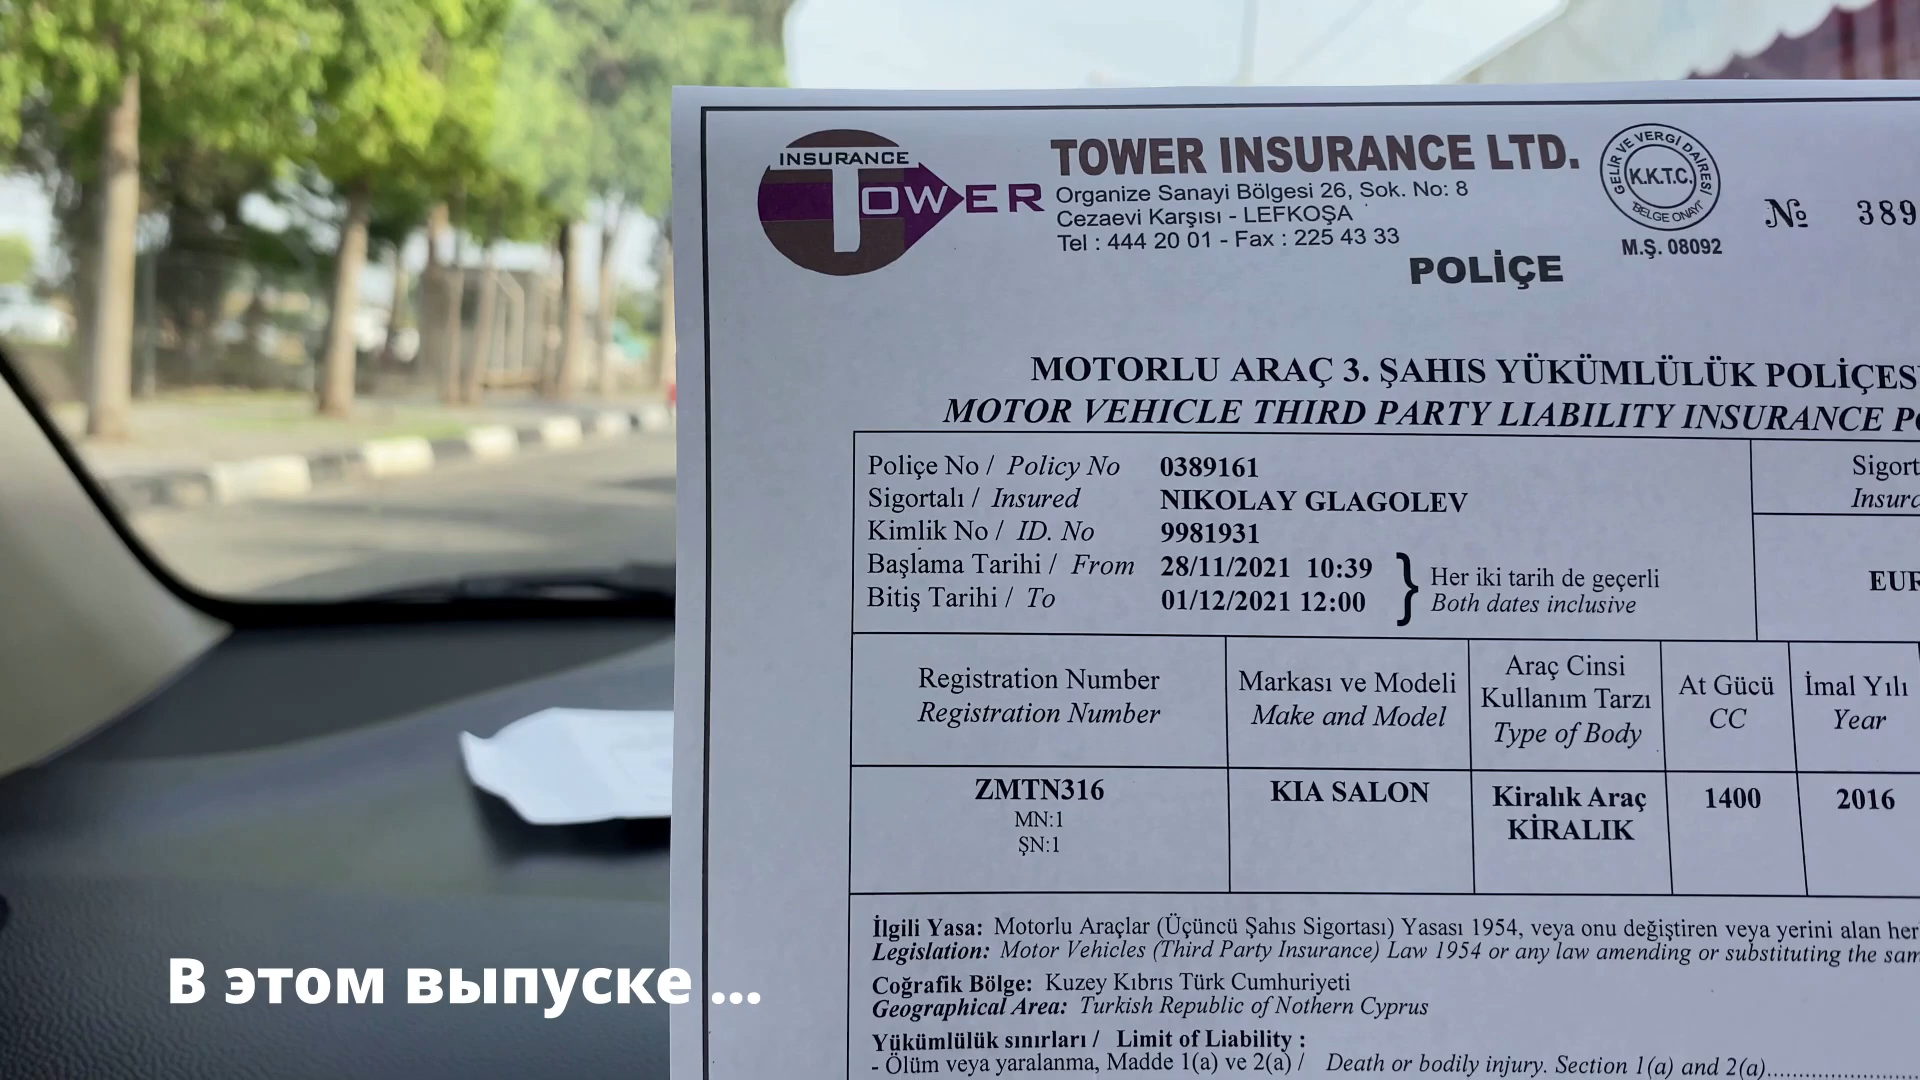 INSURANCE
TOWER
TOWER INSURANCE LTD.
Organize Sanayi Bölgesi 26, Sok. No: 8
Cezaevi Karşısı - LEFKOŞA
Tel : 444 20 01 - Fax : 225 43 33
POLİÇE
GELİR VE VERGİ DAİRESİ
K.K.T.C.
BELGE ONAYI
M.Ş. 08092
№ 389
MOTORLU ARAÇ 3. ŞAHIS YÜKÜMLÜLÜK POLİÇES
MOTOR VEHICLE THIRD PARTY LIABILITY INSURANCE P
Poliçe No / Policy No 0389161
Sigortalı / Insured NIKOLAY GLAGOLEV
Kimlik No / ID. No 9981931
Başlama Tarihi / From 28/11/2021 10:39
Bitiş Tarihi / To 01/12/2021 12:00
} Her iki tarih de geçerli
Both dates inclusive
Sigort
Insura
EUR
Registration Number
Registration Number
Markası ve Modeli
Make and Model
Araç Cinsi
Kullanım Tarzı
Type of Body
At Gücü
CC
İmal Yılı
Year
ZMTN316
MN:1
ŞN:1
KIA SALON
Kiralık Araç
KİRALIK
1400
2016
İlgili Yasa: Motorlu Araçlar (Üçüncü Şahıs Sigortası) Yasası 1954, veya onu değiştiren veya yerini alan her
Legislation: Motor Vehicles (Third Party Insurance) Law 1954 or any law amending or substituting the sam
Coğrafik Bölge: Kuzey Kıbrıs Türk Cumhuriyeti
Geographical Area: Turkish Republic of Nothern Cyprus
Yükümlülük sınırları / Limit of Liability :
- Ölüm veya yaralanma, Madde 1(a) ve 2(a) / Death or bodily injury. Section 1(a) and 2(a)....................
В этом выпуске ...